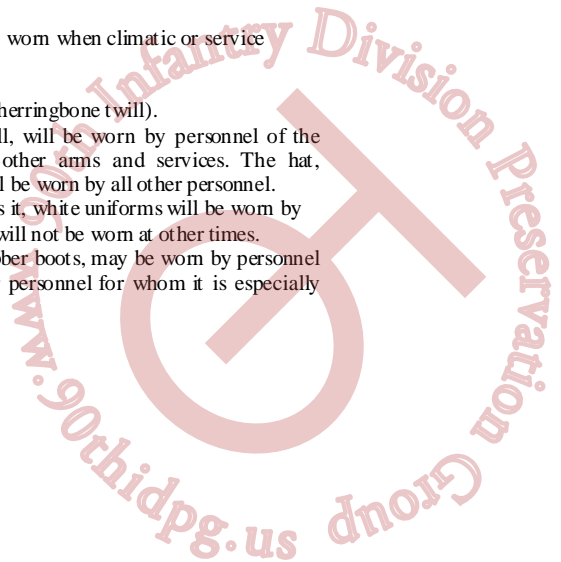 worn when climatic or service
herringbone twill).
ll, will be worn by personnel of the
other arms and services. The hat,
l be worn by all other personnel.
s it, white uniforms will be worn by
will not be worn at other times.
ber boots, may be worn by personnel
personnel for whom it is especially
www.90thidpg.us
90th Infantry Division Preservation Group